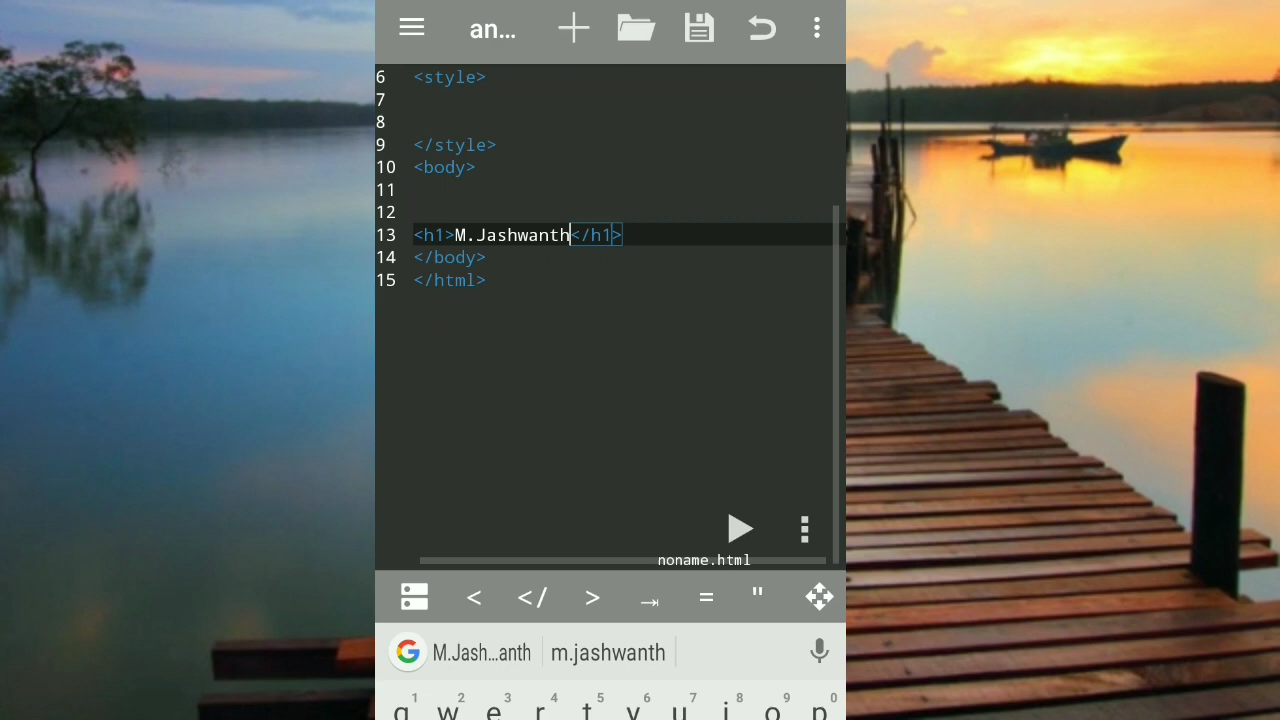 an...
6 <style>
7
8
9 </style>
10 <body>
11
12
13 <h1>M.Jashwanth</h1>
14 </body>
15 </html>
noname.html
< </ > → = "
M.Jash...anth m.jashwanth
1 2 3 4 5 6 7 8 9 0
q w e r t y u i o p